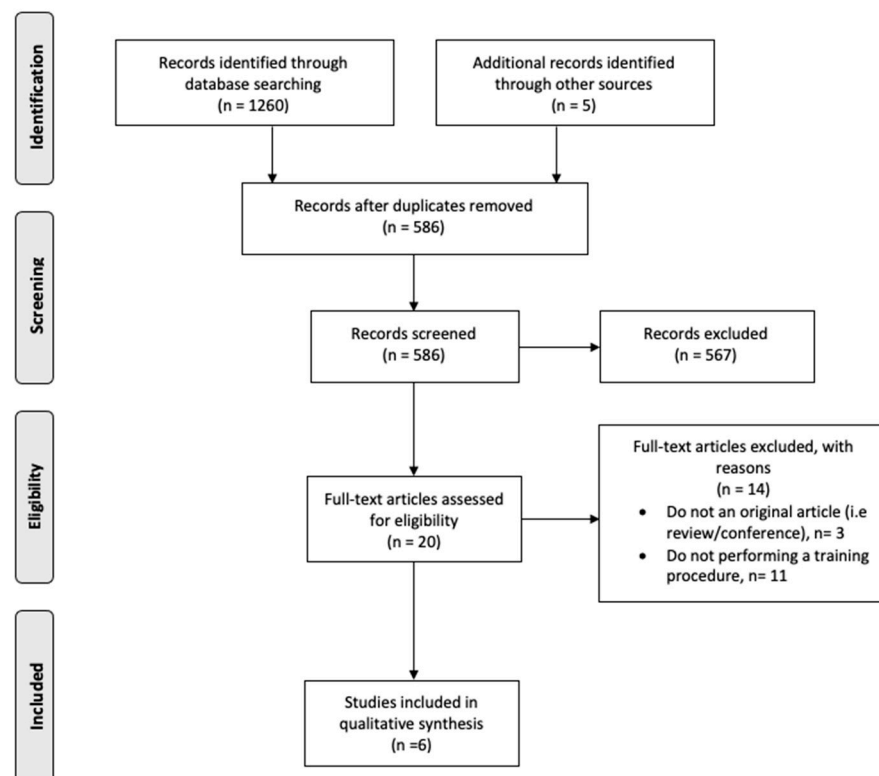 Identification
Records identified through
database searching
(n = 1260)
Additional records identified
through other sources
(n = 5)
Records after duplicates removed
(n = 586)
Screening
Records screened
(n = 586)
Records excluded
(n = 567)
Eligibility
Full-text articles assessed
for eligibility
(n = 20)
Full-text articles excluded, with
reasons
(n = 14)
• Do not an original article (i.e
review/conference), n= 3
• Do not performing a training
procedure, n= 11
Included
Studies included in
qualitative synthesis
(n =6)